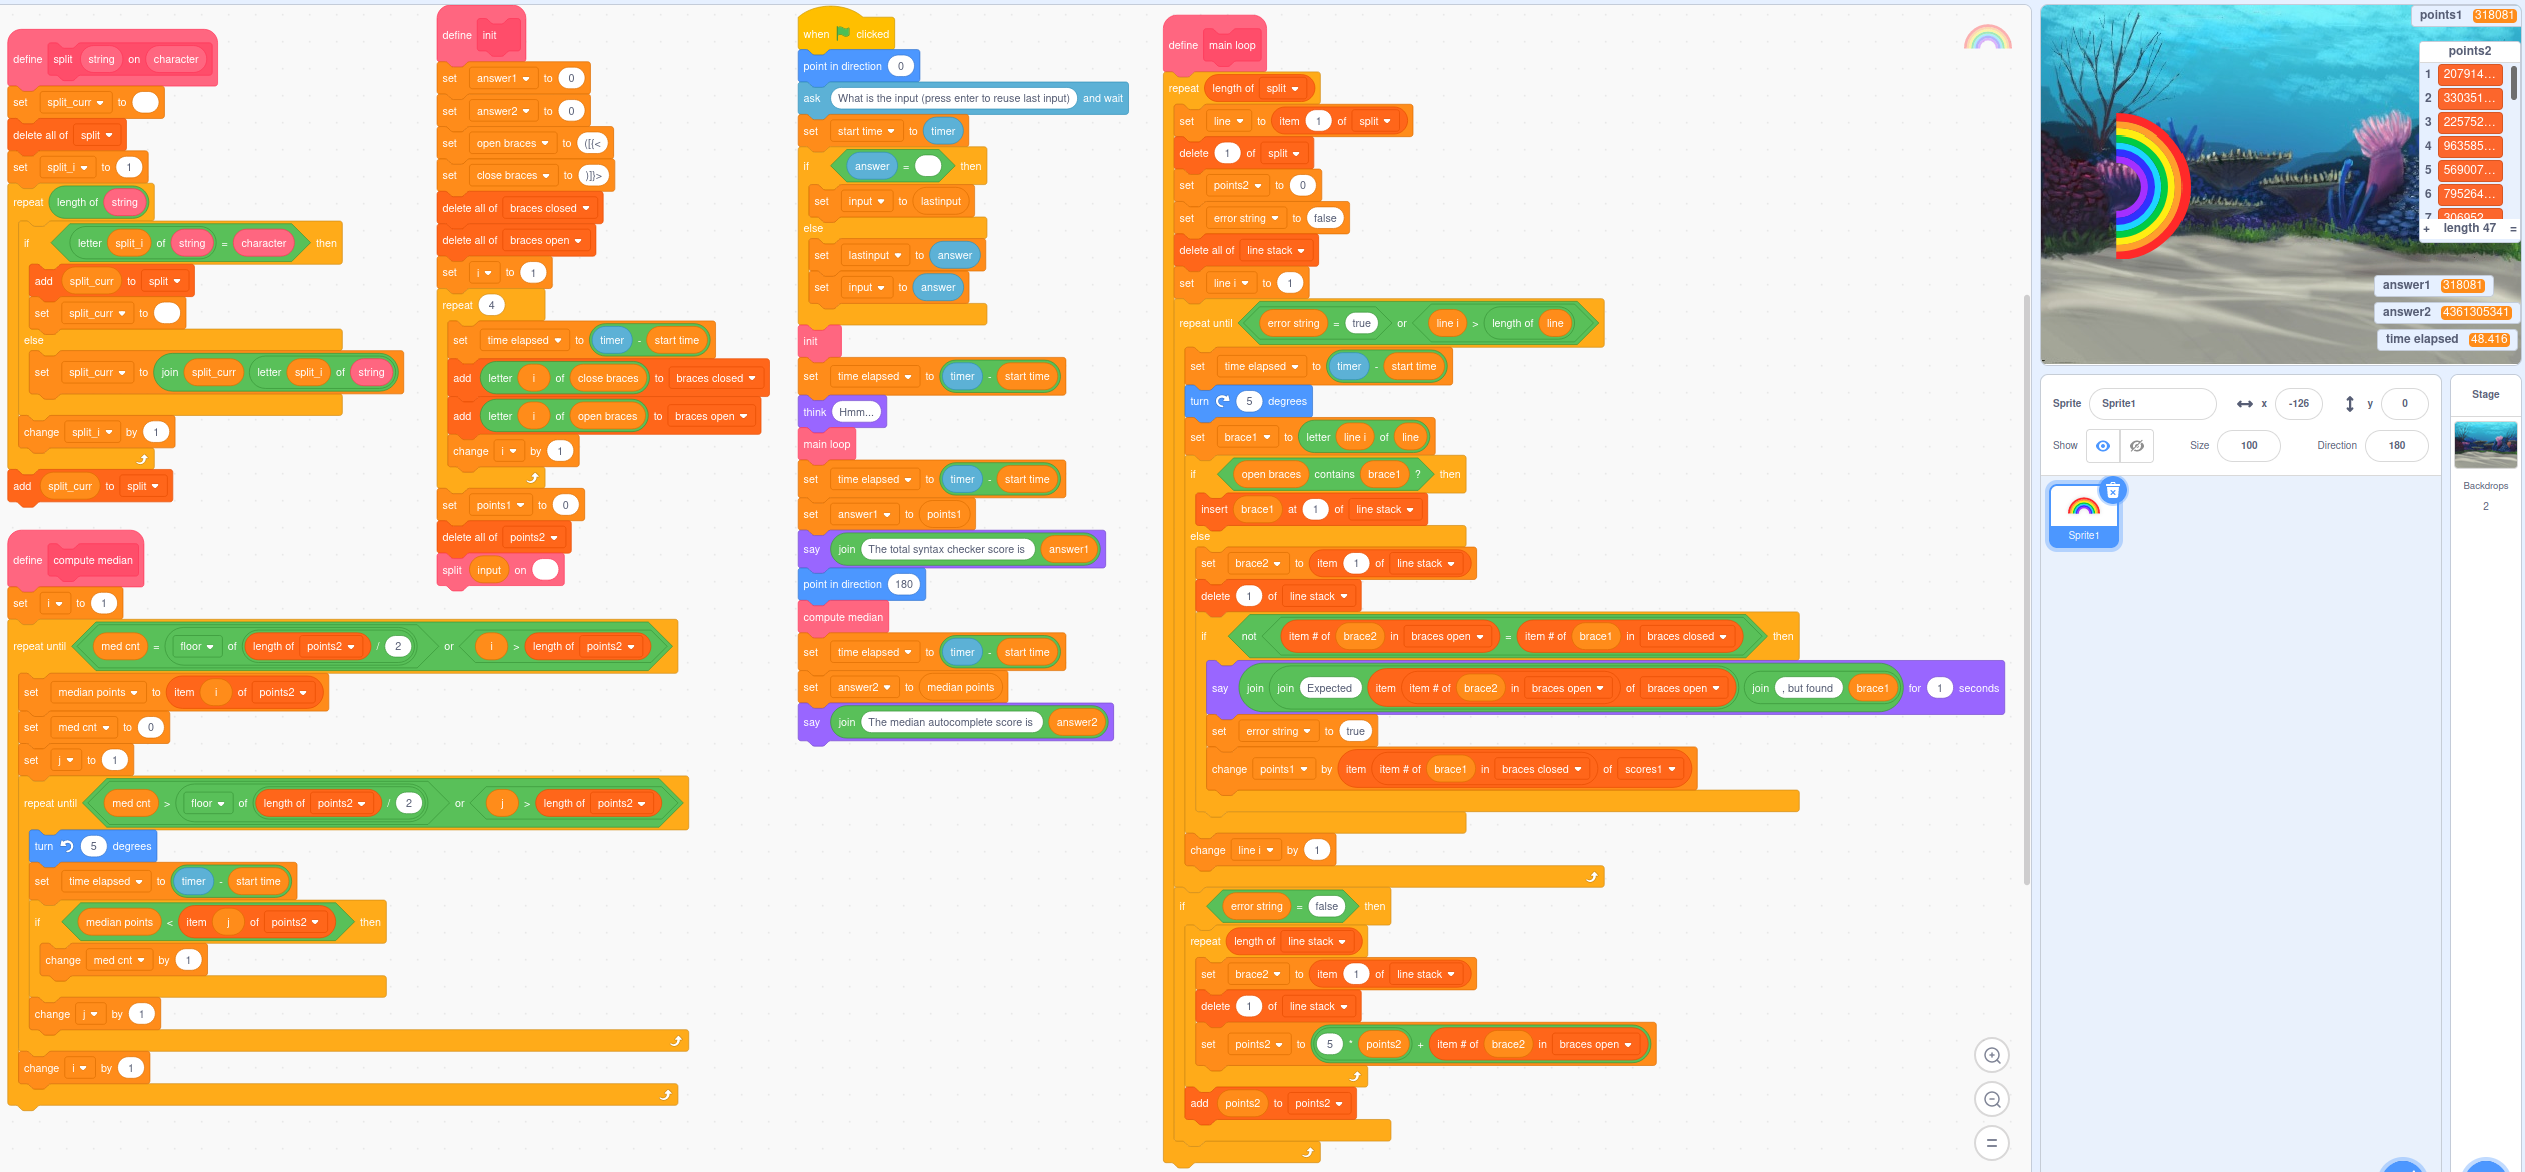 define split string on character
set split_curr to
delete all of split
set split_i to 1
repeat length of string
if letter split_i of string = character then
add split_curr to split
set split_curr to
else
set split_curr to join split_curr letter split_i of string
change split_i by 1
add split_curr to split
define compute median
set i to 1
repeat until med cnt = floor of length of points2 / 2 or i > length of points2
set median points to item i of points2
set med cnt to 0
set j to 1
repeat until med cnt > floor of length of points2 / 2 or j > length of points2
turn 5 degrees
set time elapsed to timer - start time
if median points < item j of points2 then
change med cnt by 1
change j by 1
change i by 1
define init
set answer1 to 0
set answer2 to 0
set open braces to ([{<
set close braces to )]}>
delete all of braces closed
delete all of braces open
set i to 1
repeat 4
set time elapsed to timer - start time
add letter i of close braces to braces closed
add letter i of open braces to braces open
change i by 1
set points1 to 0
delete all of points2
split input on
when clicked
point in direction 0
ask What is the input (press enter to reuse last input) and wait
set start time to timer
if answer = then
set input to lastinput
else
set lastinput to answer
set input to answer
init
set time elapsed to timer - start time
think Hmm...
main loop
set time elapsed to timer - start time
set answer1 to points1
say join The total syntax checker score is answer1
point in direction 180
compute median
set time elapsed to timer - start time
set answer2 to median points
say join The median autocomplete score is answer2
define main loop
repeat length of split
set line to item 1 of split
delete 1 of split
set points2 to 0
set error string to false
delete all of line stack
set line i to 1
repeat until error string = true or line i > length of line
set time elapsed to timer - start time
turn 5 degrees
set brace1 to letter line i of line
if open braces contains brace1 ? then
insert brace1 at 1 of line stack
else
set brace2 to item 1 of line stack
delete 1 of line stack
if not item # of brace2 in braces open = item # of brace1 in braces closed then
say join join Expected item item # of brace2 in braces open of braces open join , but found brace1 for 1 seconds
set error string to true
change points1 by item item # of brace1 in braces closed of scores1
change line i by 1
if error string = false then
repeat length of line stack
set brace2 to item 1 of line stack
delete 1 of line stack
set points2 to 5 * points2 + item # of brace2 in braces open
add points2 to points2
points1 318081
points2
1 207914...
2 330351...
3 225752...
4 963585...
5 569007...
6 795264...
7 306952...
+ length 47 =
answer1 318081
answer2 4361305341
time elapsed 48.416
Sprite Sprite1 x -126 y 0
Show Size 100 Direction 180
Sprite1
Stage
Backdrops
2